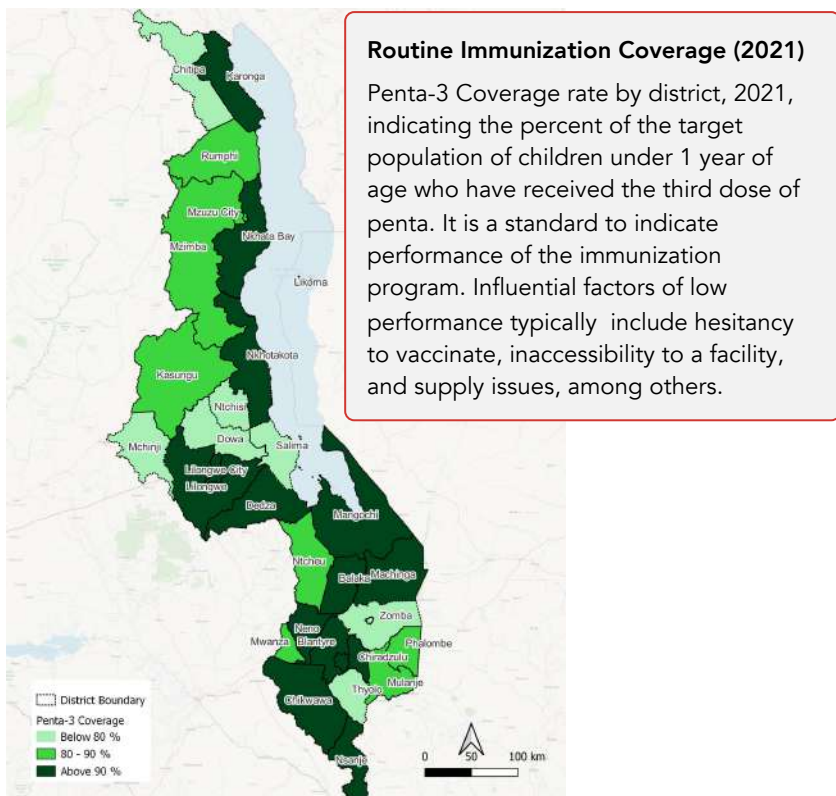 Routine Immunization Coverage (2021)
Penta-3 Coverage rate by district, 2021,
indicating the percent of the target
population of children under 1 year of
age who have received the third dose of
penta. It is a standard to indicate
performance of the immunization
program. Influential factors of low
performance typically include hesitancy
to vaccinate, inaccessibility to a facility,
and supply issues, among others.
Chitipa
Karonga
Rumphi
Mzuzu City
Nkhata Bay
Mzimba
Likoma
Nkhotakota
Kasungu
Ntchisi
Dowa
Salima
Mchinji
Lilongwe City
Lilongwe
Dedza
Mangochi
Ntcheu
Balaka
Machinga
Zomba
Neno
Mwanza
Blantyre
Phalombe
Chiradzulu
Mulanje
Thyolo
Chikwawa
Nsanje
District Boundary
Penta-3 Coverage
Below 80 %
80 - 90 %
Above 90 %
0 50 100 km